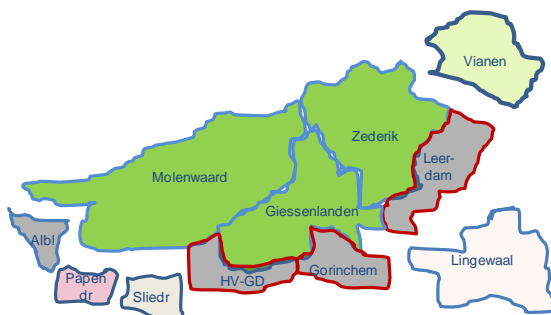 Vianen
Zederik
Leer-
dam
Molenwaard
Giessenlanden
Albl
Lingewaal
Gorinchem
Papen
dr
HV-GD
Sliedr